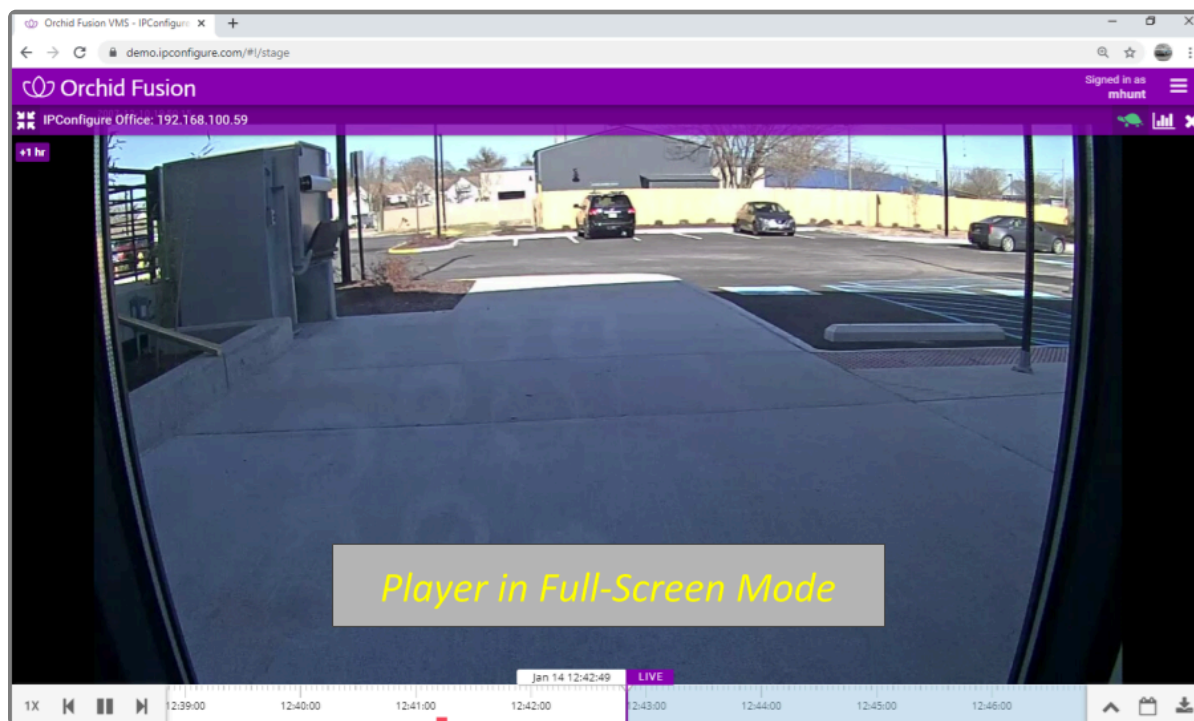 Orchid Fusion VMS - IPConfigure
demo.ipconfigure.com/#!/stage
Orchid Fusion
Signed in as
mhunt
IPConfigure Office: 192.168.100.59
+1 hr
Player in Full-Screen Mode
Jan 14 12:42:49 LIVE
1X 12:39:00 12:40:00 12:41:00 12:42:00 12:43:00 12:44:00 12:45:00 12:46:00